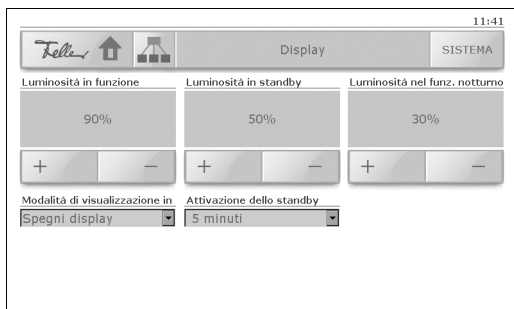 11:41
Feller Display SISTEMA
Luminosità in funzione Luminosità in standby Luminosità nel funz. notturno
90% 50% 30%
+ − + − + −
Modalità di visualizzazione in Attivazione dello standby
Spegni display 5 minuti